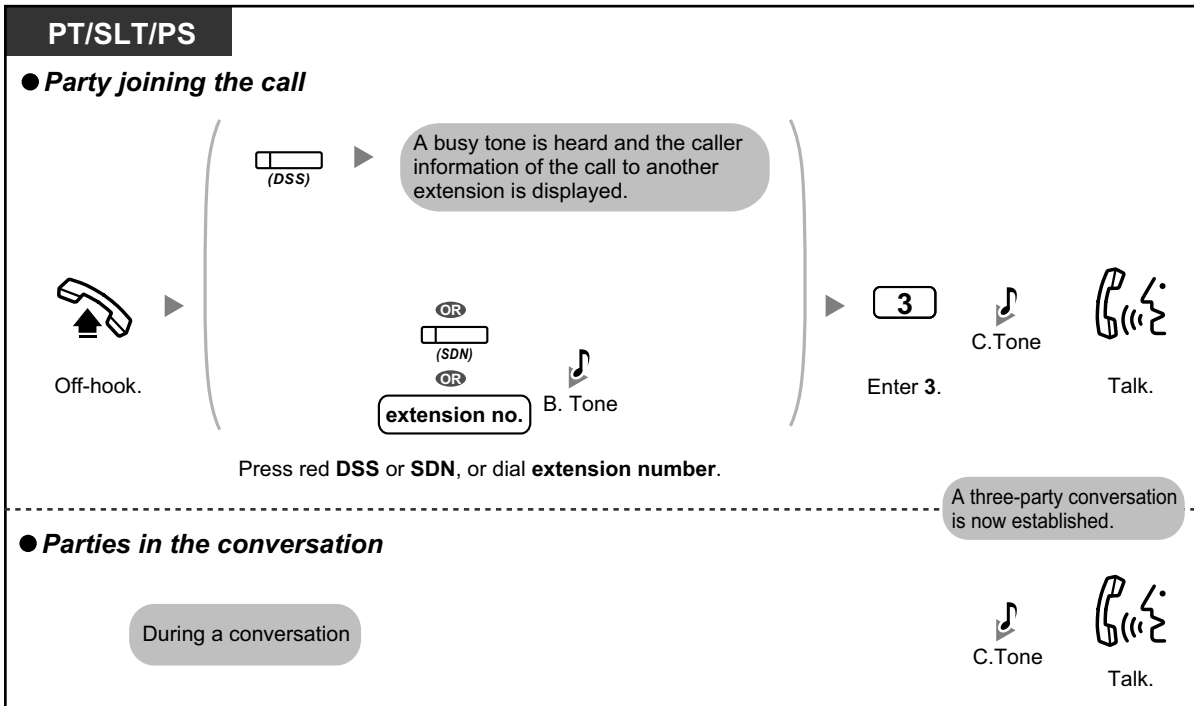 PT/SLT/PS
Party joining the call
(DSS)
A busy tone is heard and the caller
information of the call to another
extension is displayed.
OR
(SDN)
OR
extension no.
B. Tone
3
C.Tone
Off-hook.
Enter 3.
Talk.
Press red DSS or SDN, or dial extension number.
A three-party conversation
is now established.
Parties in the conversation
During a conversation
C.Tone
Talk.